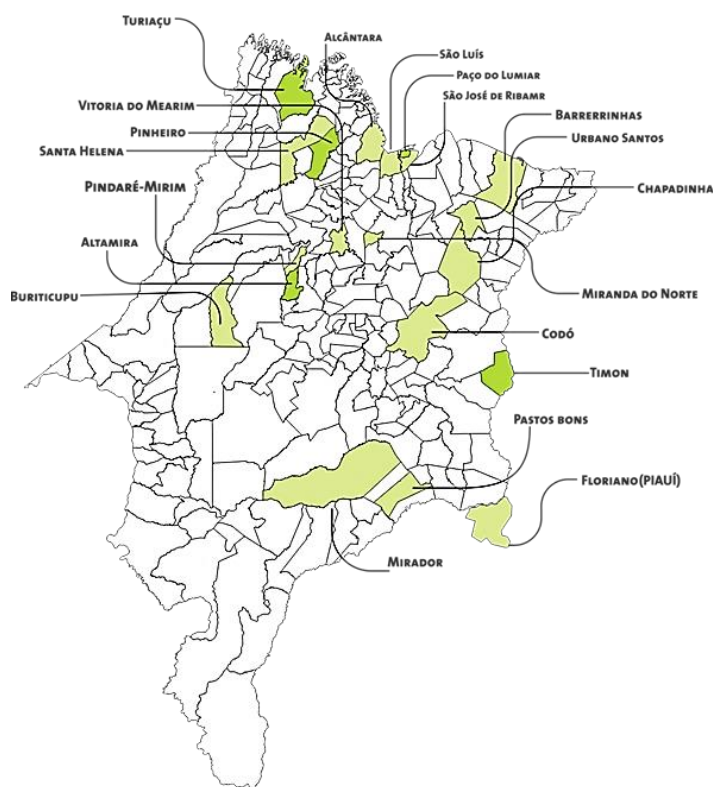 Turiaçu
Alcântara
São Luís
Paço do Lumiar
São José de Ribamr
Vitoria do Mearim
Pinheiro
Santa Helena
Barrerrinhas
Urbano Santos
Pindaré-Mirim
Chapadinha
Altamira
Buriticupu
Miranda do Norte
Codó
Timon
Pastos bons
Floriano(PIAUÍ)
Mirador